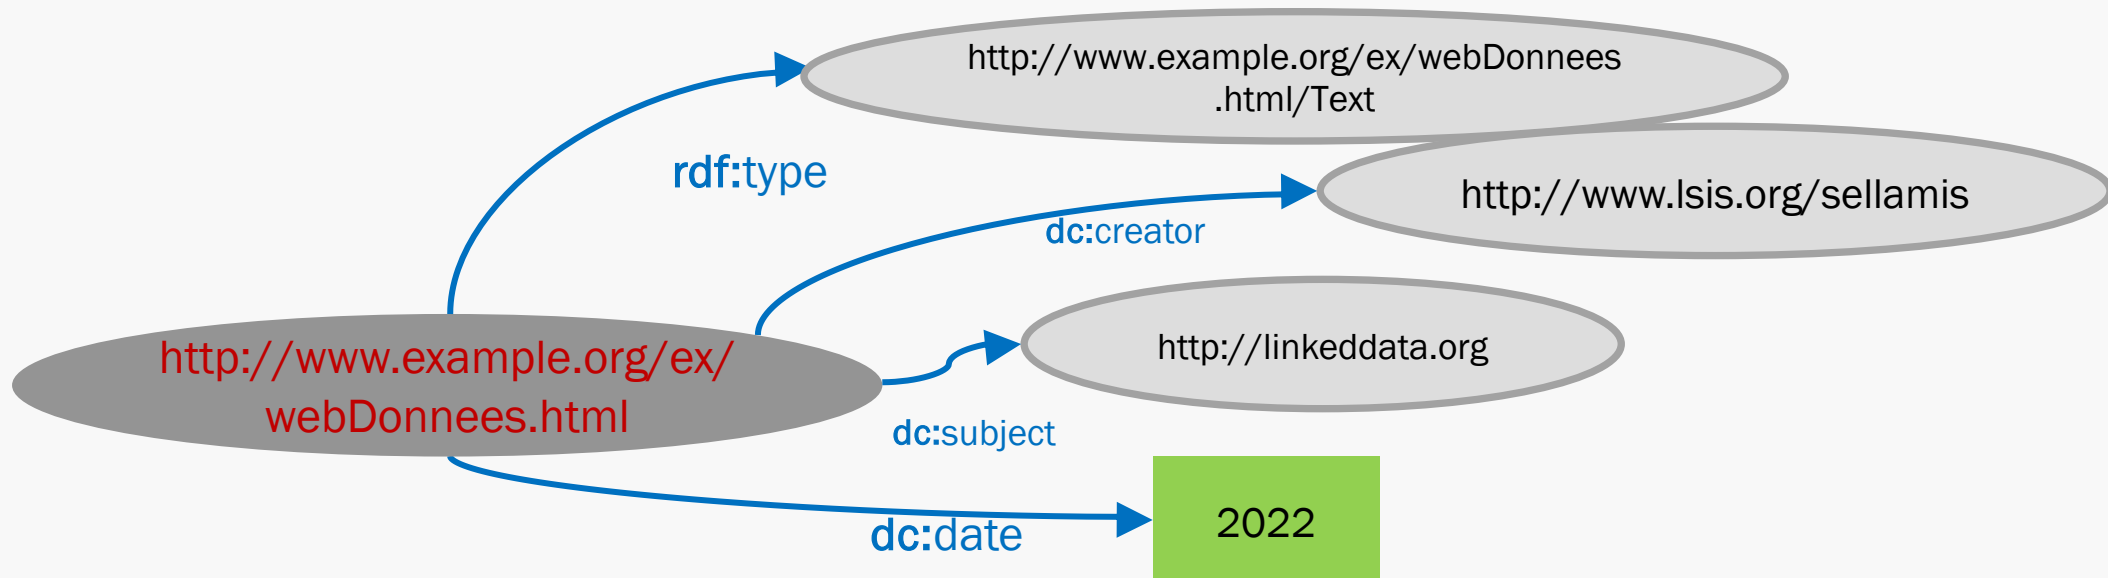 http://www.example.org/ex/webDonnees
.html/Text
rdf:type
http://www.lsis.org/sellamis
dc:creator
http://www.example.org/ex/
webDonnees.html
http://linkeddata.org
dc:subject
2022
dc:date